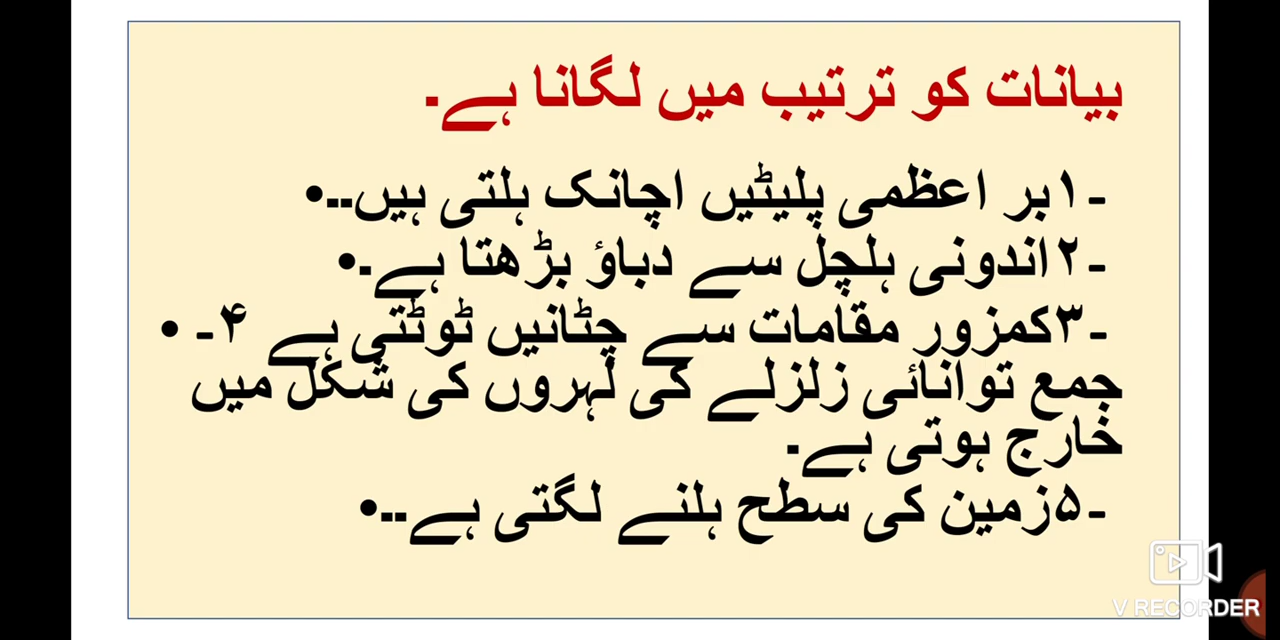 بیانات کو ترتیب میں لگانا ہے۔
۱۔ بر اعظمی پلیٹیں اچانک ہلتی ہیں۔۔•
۲۔ اندونی ہلچل سے دباؤ بڑھتا ہے۔•
۳۔ کمزور مقامات سے چٹانیں ٹوٹتی ہے ۴۔ •
جمع توانائی زلزلے کی لہروں کی شکل میں
خارج ہوتی ہے۔
۵۔ زمین کی سطح ہلنے لگتی ہے۔۔•
V RECORDER